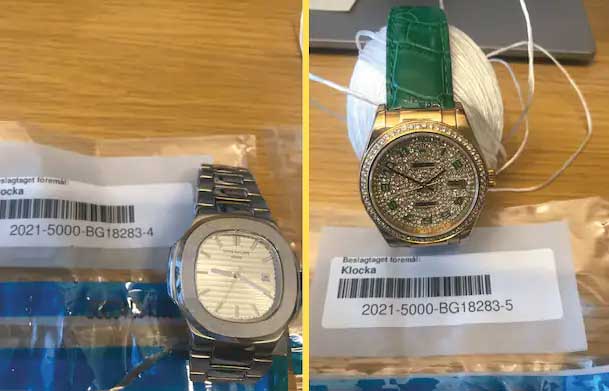 Beslagtaget föremål:
Klocka
2021-5000-BG18283-4
Beslagtaget föremål:
Klocka
2021-5000-BG18283-5